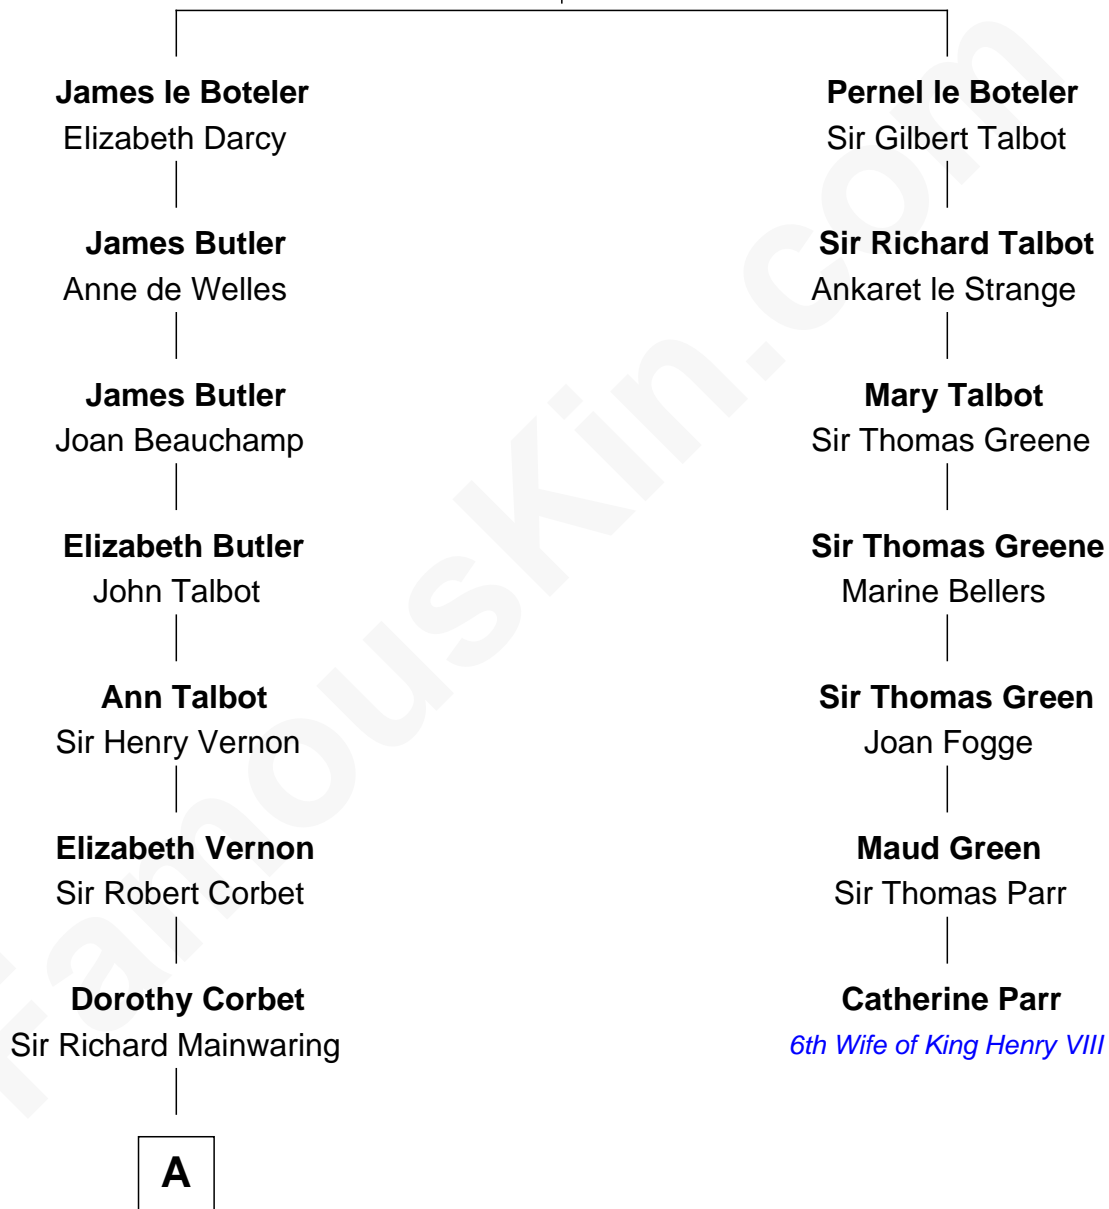 James le Boteler
Elizabeth Darcy
James Butler
Anne de Welles
James Butler
Joan Beauchamp
Elizabeth Butler
John Talbot
Ann Talbot
Sir Henry Vernon
Elizabeth Vernon
Sir Robert Corbet
Dorothy Corbet
Sir Richard Mainwaring
A
Pernel le Boteler
Sir Gilbert Talbot
Sir Richard Talbot
Ankaret le Strange
Mary Talbot
Sir Thomas Greene
Sir Thomas Greene
Marine Bellers
Sir Thomas Green
Joan Fogge
Maud Green
Sir Thomas Parr
Catherine Parr
6th Wife of King Henry VIII
FamousKin.com